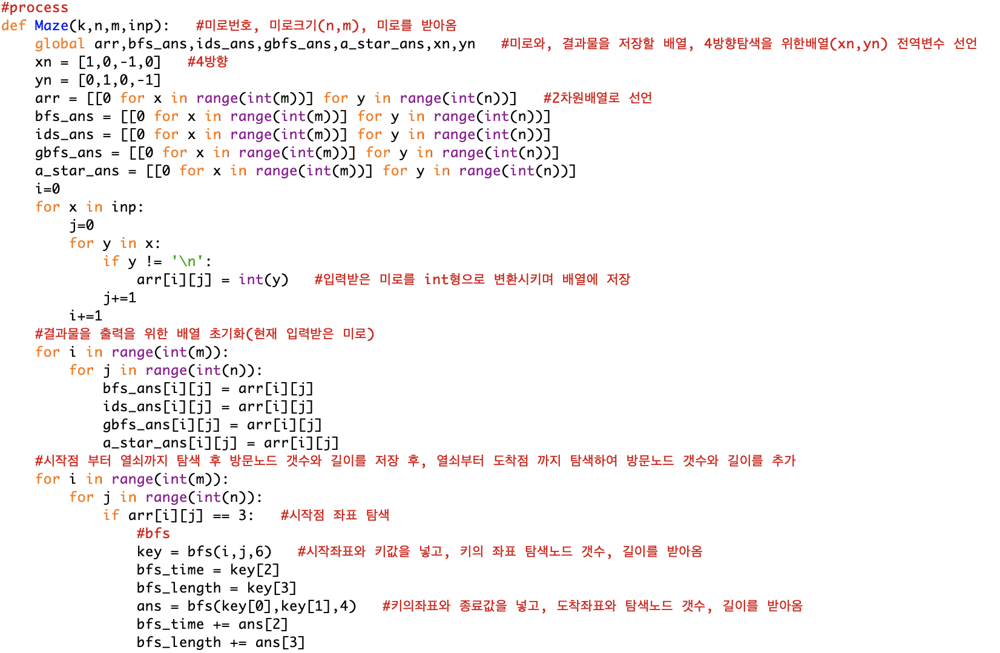 #process
def Maze(k,n,m,inp):   #미로번호, 미로크기(n,m), 미로를 받아옴
    global arr,bfs_ans,ids_ans,gbfs_ans,a_star_ans,xn,yn   #미로와, 결과물을 저장할 배열, 4방향탐색을 위한배열(xn,yn) 전역변수 선언
    xn = [1,0,-1,0]   #4방향
    yn = [0,1,0,-1]
    arr = [[0 for x in range(int(m))] for y in range(int(n))]   #2차원배열로 선언
    bfs_ans = [[0 for x in range(int(m))] for y in range(int(n))]
    ids_ans = [[0 for x in range(int(m))] for y in range(int(n))]
    gbfs_ans = [[0 for x in range(int(m))] for y in range(int(n))]
    a_star_ans = [[0 for x in range(int(m))] for y in range(int(n))]
    i=0
    for x in inp:
        j=0
        for y in x:
            if y != '\n':
                arr[i][j] = int(y)   #입력받은 미로를 int형으로 변환시키며 배열에 저장
            j+=1
        i+=1
    #결과물을 출력을 위한 배열 초기화(현재 입력받은 미로)
    for i in range(int(m)):
        for j in range(int(n)):
            bfs_ans[i][j] = arr[i][j]
            ids_ans[i][j] = arr[i][j]
            gbfs_ans[i][j] = arr[i][j]
            a_star_ans[i][j] = arr[i][j]
    #시작점 부터 열쇠까지 탐색 후 방문노드 갯수와 길이를 저장 후, 열쇠부터 도착점 까지 탐색하여 방문노드 갯수와 길이를 추가
    for i in range(int(m)):
        for j in range(int(n)):
            if arr[i][j] == 3:   #시작점 좌표 탐색
                #bfs
                key = bfs(i,j,6)   #시작좌표와 키값을 넣고, 키의 좌표 탐색노드 갯수, 길이를 받아옴
                bfs_time = key[2]
                bfs_length = key[3]
                ans = bfs(key[0],key[1],4)   #키의좌표와 종료값을 넣고, 도착좌표와 탐색노드 갯수, 길이를 받아옴
                bfs_time += ans[2]
                bfs_length += ans[3]